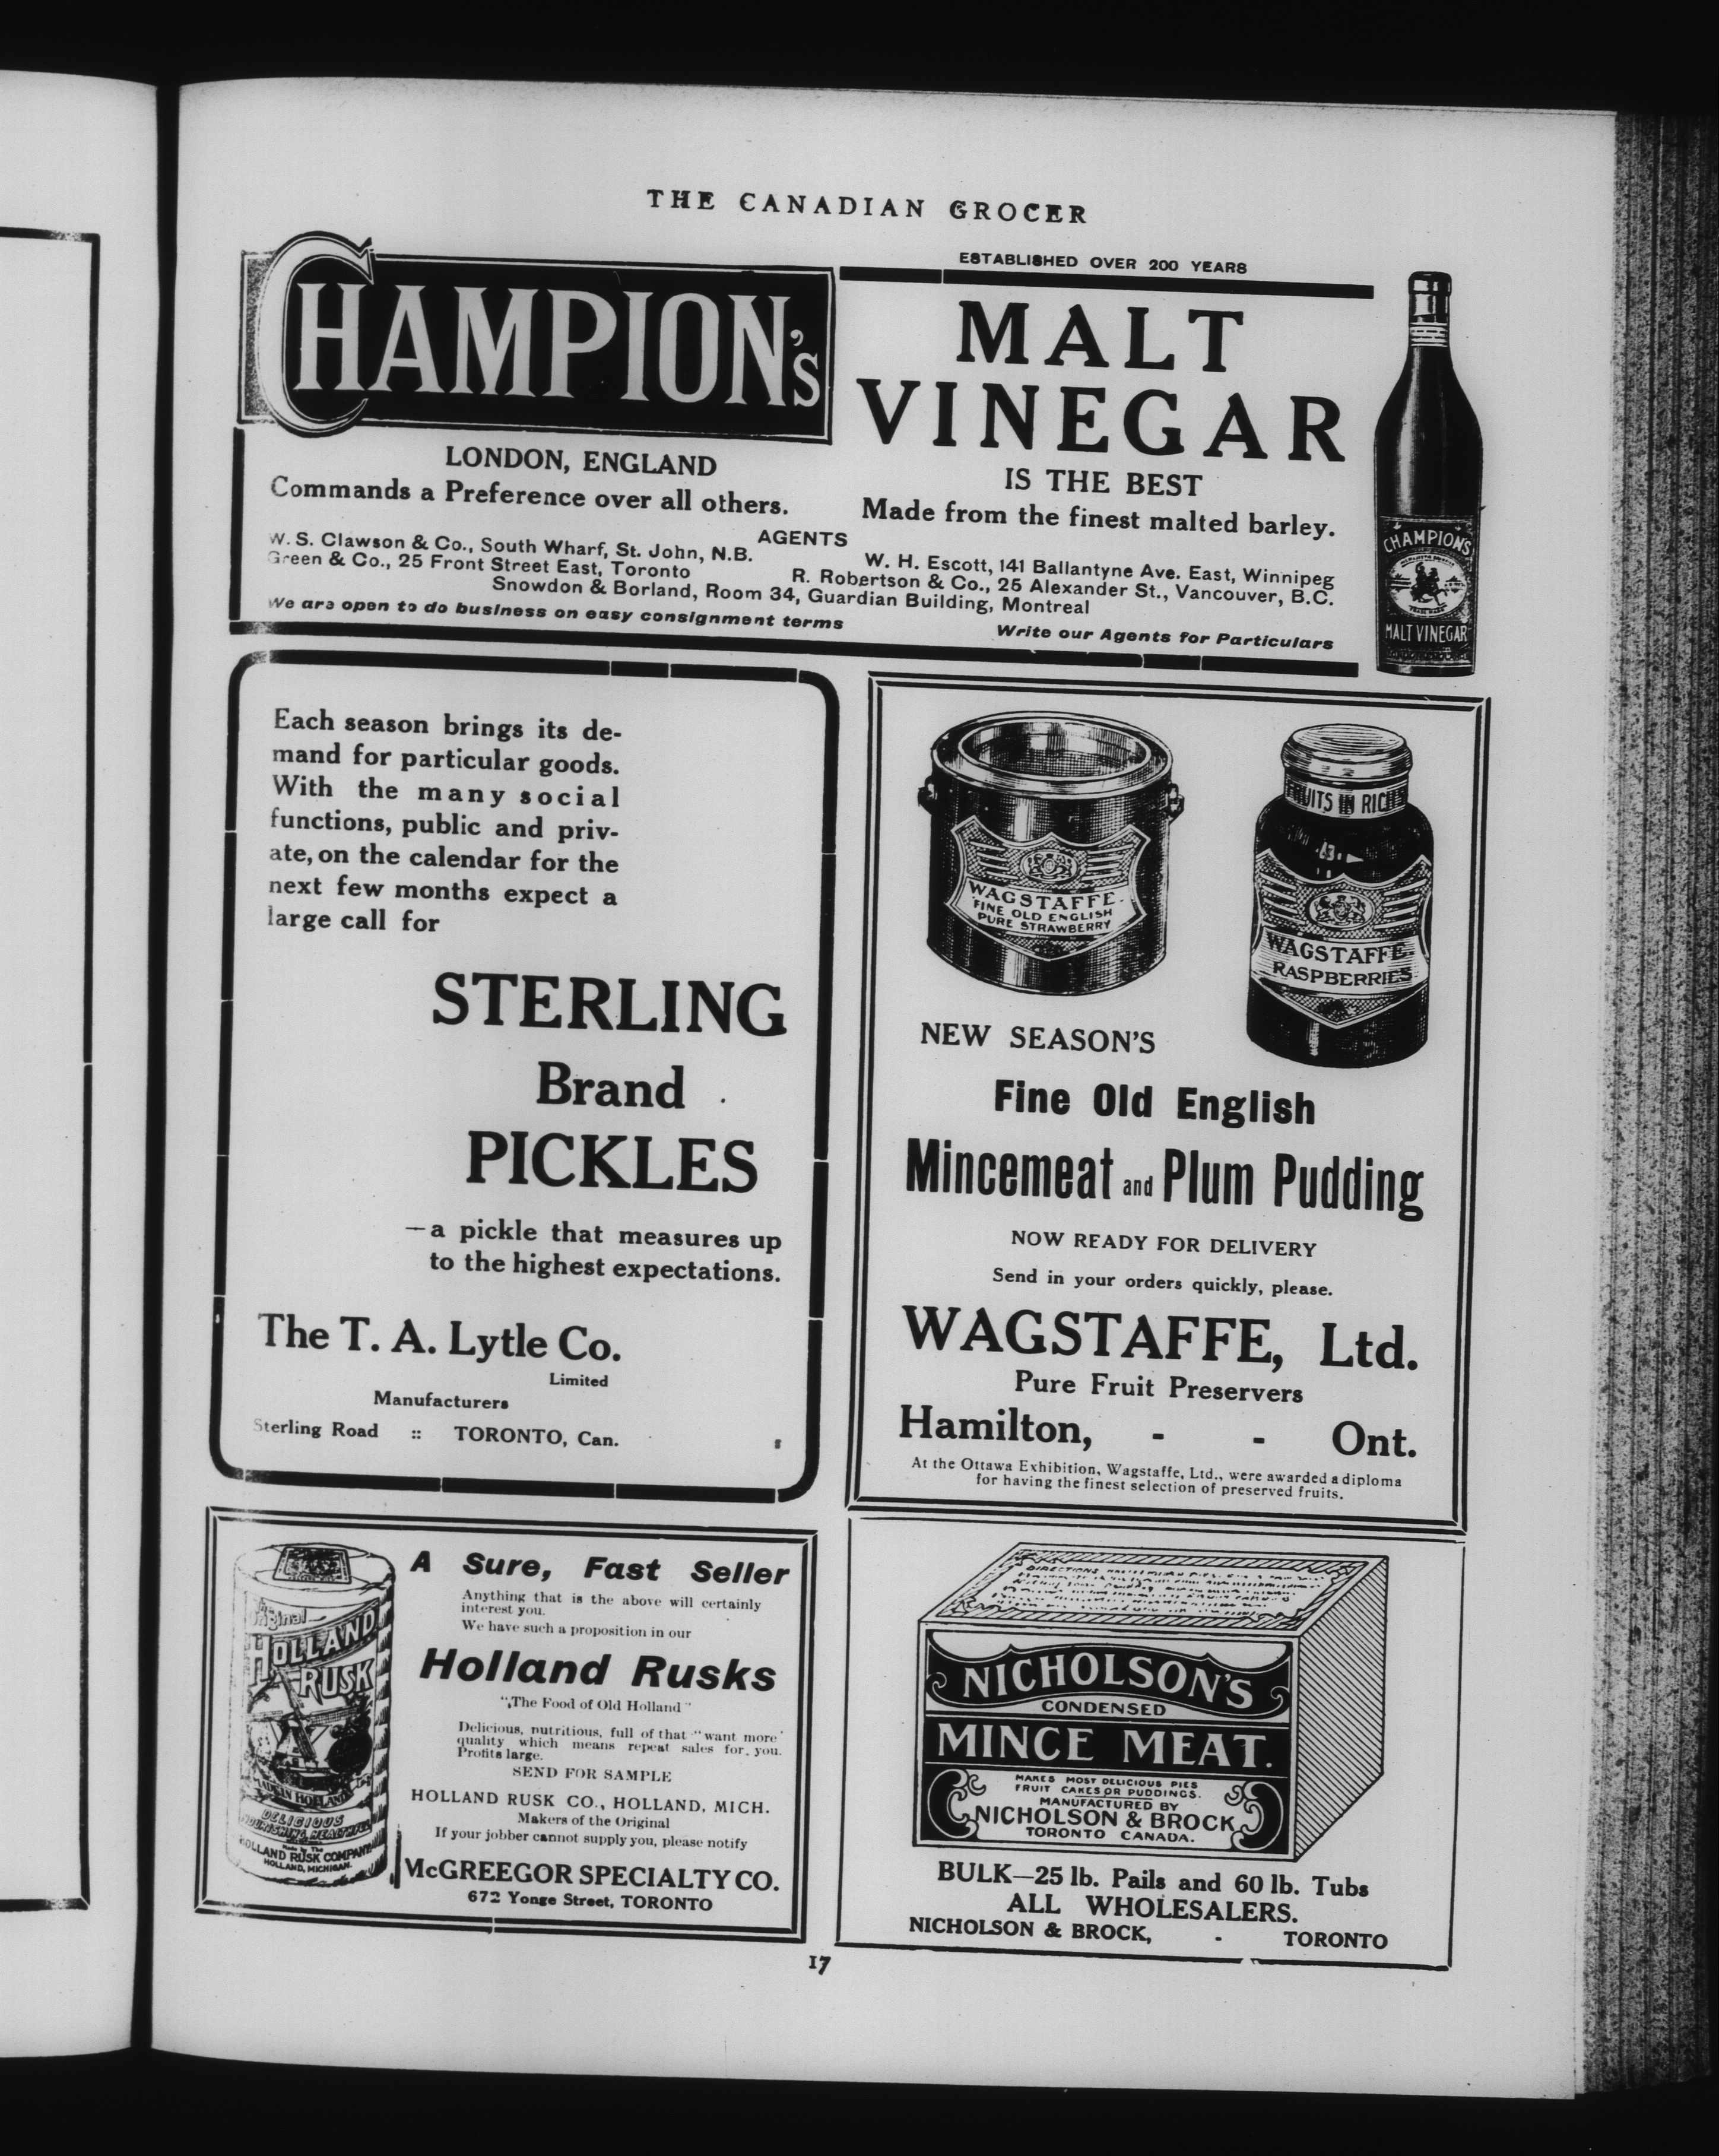 THE CANADIAN GROCER
CHAMPION'S
LONDON, ENGLAND
Commands a Preference over all others.
ESTABLISHED OVER 200 YEARS
MALT
VINEGAR
IS THE BEST
Made from the finest malted barley.
AGENTS
W. S. Clawson & Co., South Wharf, St. John, N.B.
W. H. Escott, 141 Ballantyne Ave. East, Winnipeg
Green & Co., 25 Front Street East, Toronto
R. Robertson & Co., 25 Alexander St., Vancouver, B.C.
Snowdon & Borland, Room 34, Guardian Building, Montreal
We are open to do business on easy consignment terms
Write our Agents for Particulars
CHAMPION'S
MALT VINEGAR
Each season brings its de-
mand for particular goods.
With the many social
functions, public and priv-
ate, on the calendar for the
next few months expect a
large call for
STERLING
Brand
PICKLES
—a pickle that measures up
to the highest expectations.
The T. A. Lytle Co.
Limited
Manufacturers
Sterling Road :: TORONTO, Can.
WAGSTAFFE
FINE OLD ENGLISH
PURE STRAWBERRY
FRUITS IN RICH
WAGSTAFFE
RASPBERRIES
NEW SEASON'S
Fine Old English
Mincemeat and Plum Pudding
NOW READY FOR DELIVERY
Send in your orders quickly, please.
WAGSTAFFE, Ltd.
Pure Fruit Preservers
Hamilton, - - Ont.
At the Ottawa Exhibition, Wagstaffe, Ltd., were awarded a diploma
for having the finest selection of preserved fruits.
Original
HOLLAND
RUSK
MADE IN HOLLAND
DELICIOUS
NOURISHING, HEALTHFUL
Made by The
HOLLAND RUSK COMPANY
HOLLAND, MICHIGAN.
A Sure, Fast Seller
Anything that is the above will certainly
interest you.
We have such a proposition in our
Holland Rusks
"The Food of Old Holland"
Delicious, nutritious, full of that "want more"
quality which means repeat sales for you.
Profits large.
SEND FOR SAMPLE
HOLLAND RUSK CO., HOLLAND, MICH.
Makers of the Original
If your jobber cannot supply you, please notify
McGREEGOR SPECIALTY CO.
672 Yonge Street, TORONTO
DIRECTIONS
NICHOLSON'S
CONDENSED
MINCE MEAT.
MAKES MOST DELICIOUS PIES
FRUIT CAKES OR PUDDINGS.
MANUFACTURED BY
NICHOLSON & BROCK
TORONTO CANADA.
BULK—25 lb. Pails and 60 lb. Tubs
ALL WHOLESALERS.
NICHOLSON & BROCK, - TORONTO
17